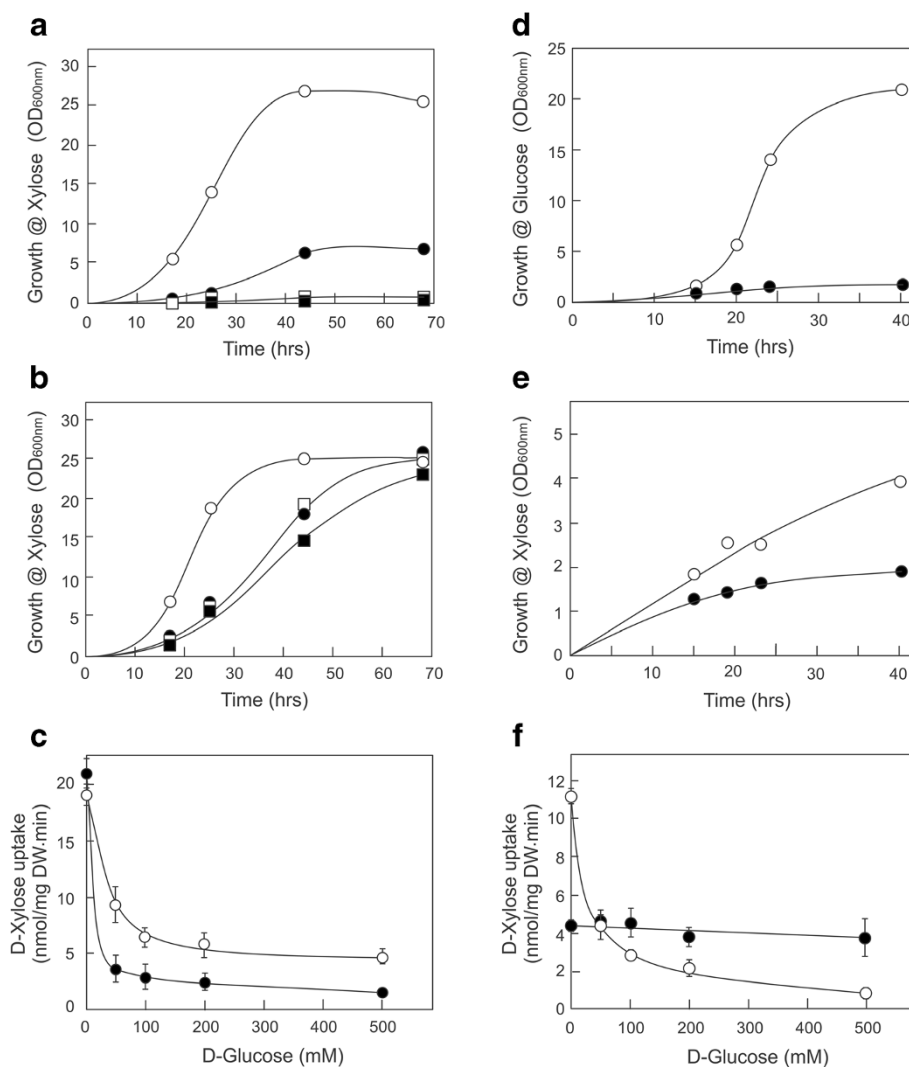 a
Growth @ Xylose (OD600nm)
30
25
20
15
10
5
0
0 10 20 30 40 50 60 70
Time (hrs)
d
Growth @ Glucose (OD600nm)
25
20
15
10
5
0
0 10 20 30 40
Time (hrs)
b
Growth @ Xylose (OD600nm)
30
25
20
15
10
5
0
0 10 20 30 40 50 60 70
Time (hrs)
e
Growth @ Xylose (OD600nm)
5
4
3
2
1
0
0 10 20 30 40
Time (hrs)
c
D-Xylose uptake
(nmol/mg DW·min)
20
15
10
5
0
0 100 200 300 400 500
D-Glucose (mM)
f
D-Xylose uptake
(nmol/mg DW·min)
12
10
8
6
4
2
0
0 100 200 300 400 500
D-Glucose (mM)